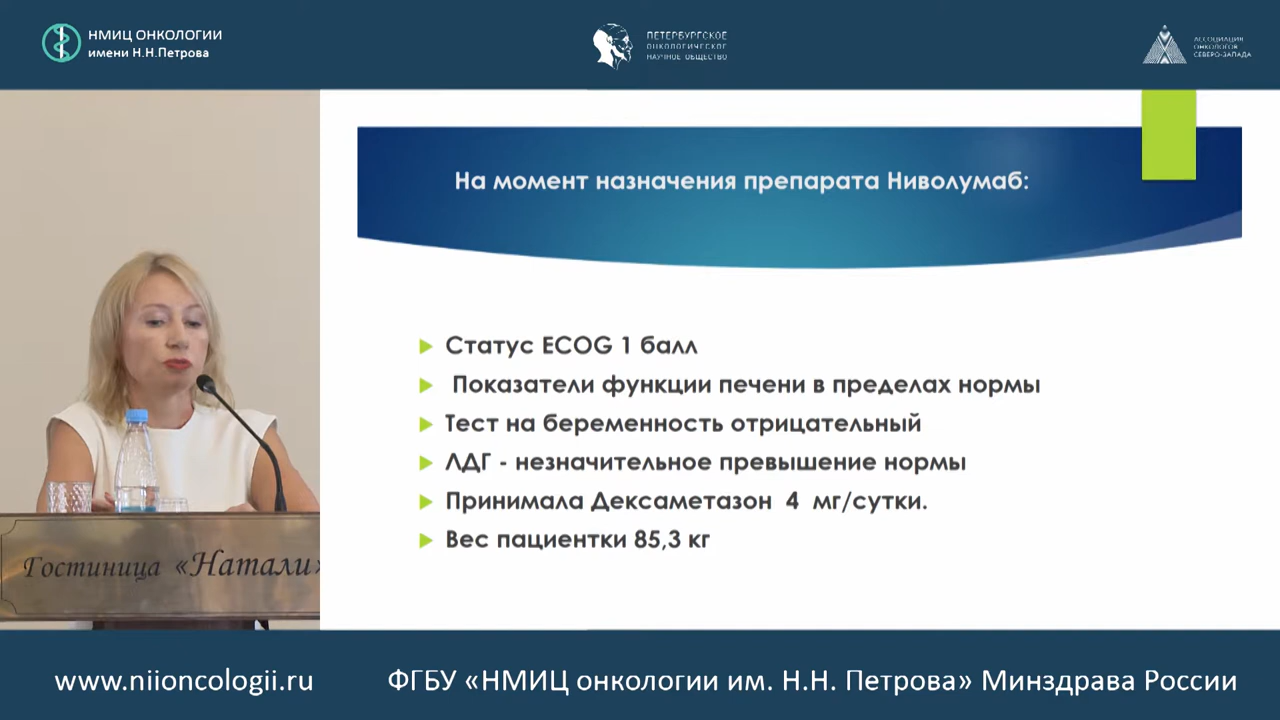 НМИЦ ОНКОЛОГИИ
имени Н.Н.Петрова
ПЕТЕРБУРГСКОЕ
ОНКОЛОГИЧЕСКОЕ
НАУЧНОЕ ОБЩЕСТВО
АССОЦИАЦИЯ
ОНКОЛОГОВ
СЕВЕРО-ЗАПАДА
На момент назначения препарата Ниволумаб:
Статус ECOG 1 балл
Показатели функции печени в пределах нормы
Тест на беременность отрицательный
ЛДГ - незначительное превышение нормы
Принимала Дексаметазон 4 мг/сутки.
Вес пациентки 85,3 кг
Гостиница «Натали»
www.niioncologii.ru
ФГБУ «НМИЦ онкологии им. Н.Н. Петрова» Минздрава России